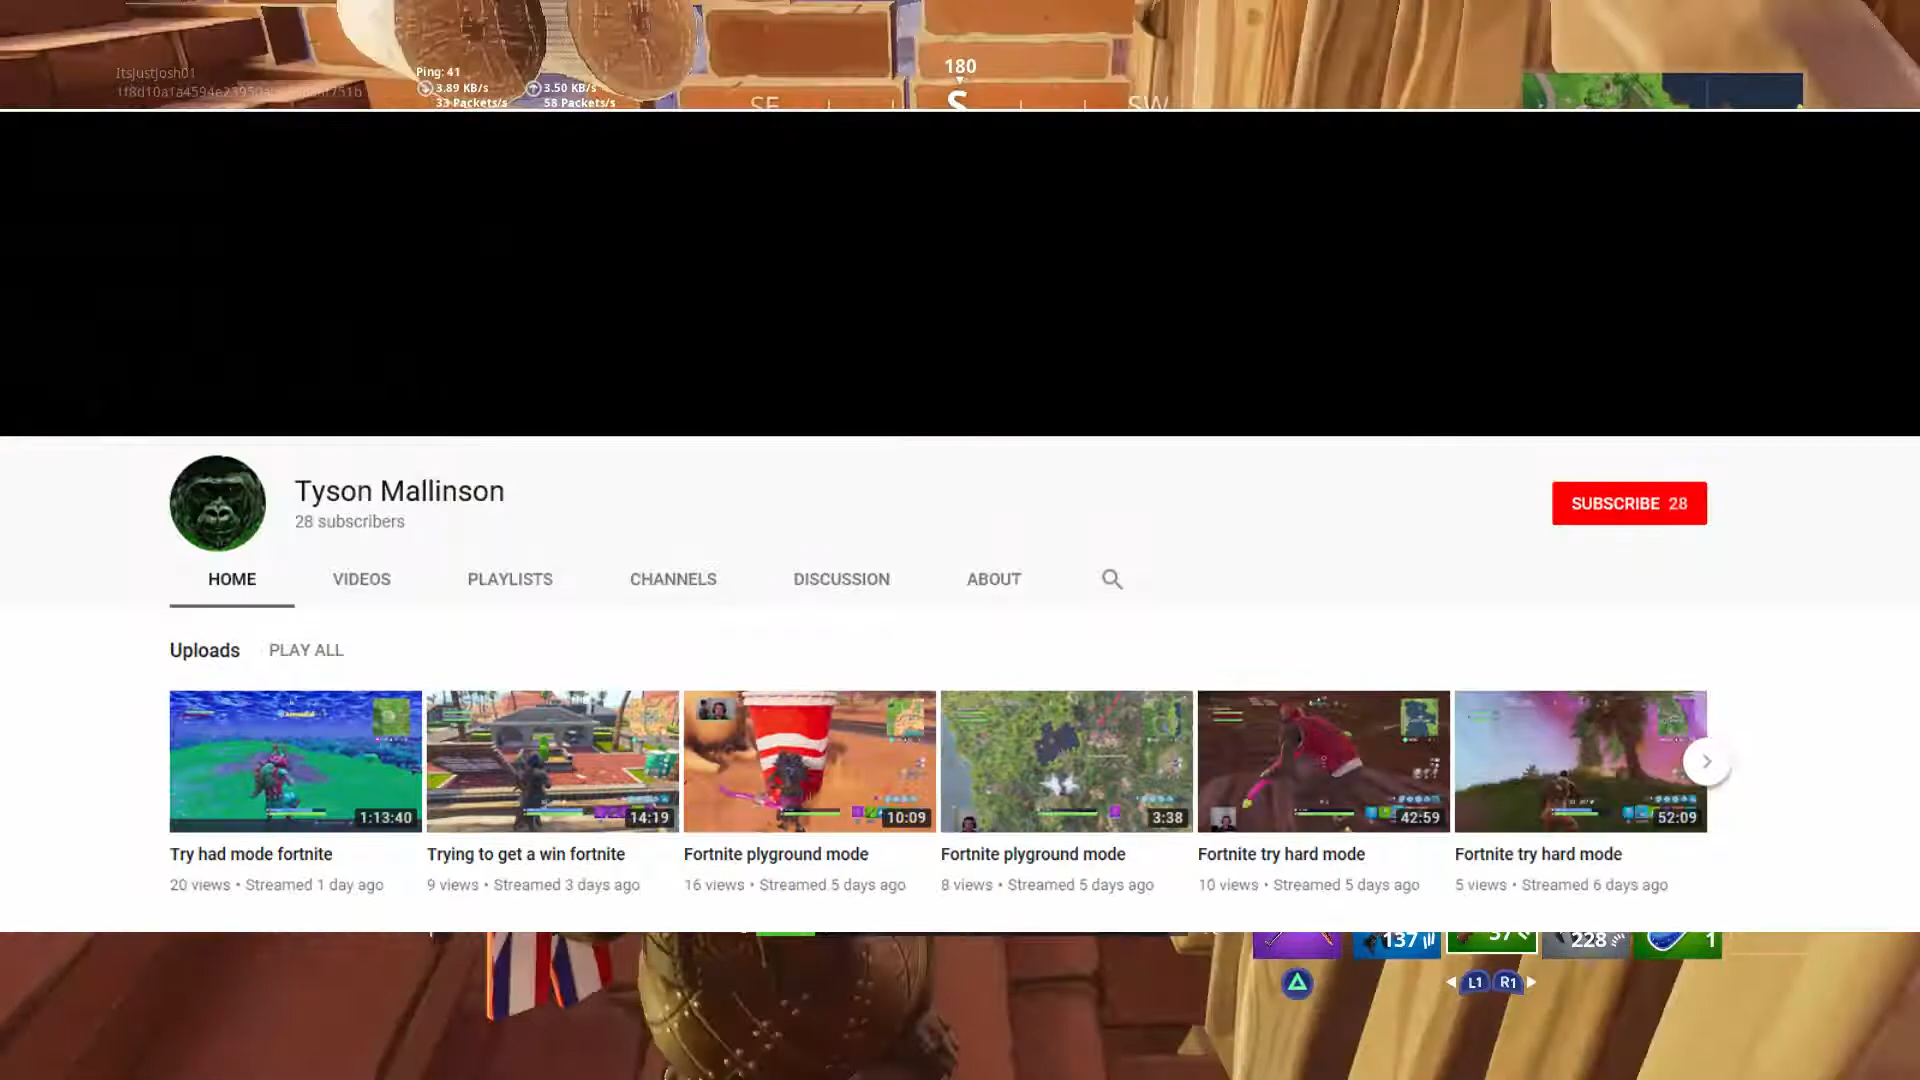 ItsJustJosh01
Ping: 41
3.89 KB/s
3.50 KB/s
33 Packets/s
58 Packets/s
180
SE
S
SW
Tyson Mallinson
28 subscribers
SUBSCRIBE 28
HOME
VIDEOS
PLAYLISTS
CHANNELS
DISCUSSION
ABOUT
Uploads
PLAY ALL
1:13:40
14:19
10:09
3:38
42:59
52:09
Try had mode fortnite
Trying to get a win fortnite
Fortnite plyground mode
Fortnite plyground mode
Fortnite try hard mode
Fortnite try hard mode
20 views • Streamed 1 day ago
9 views • Streamed 3 days ago
16 views • Streamed 5 days ago
8 views • Streamed 5 days ago
10 views • Streamed 5 days ago
5 views • Streamed 6 days ago
137
37
228
1
L1
R1